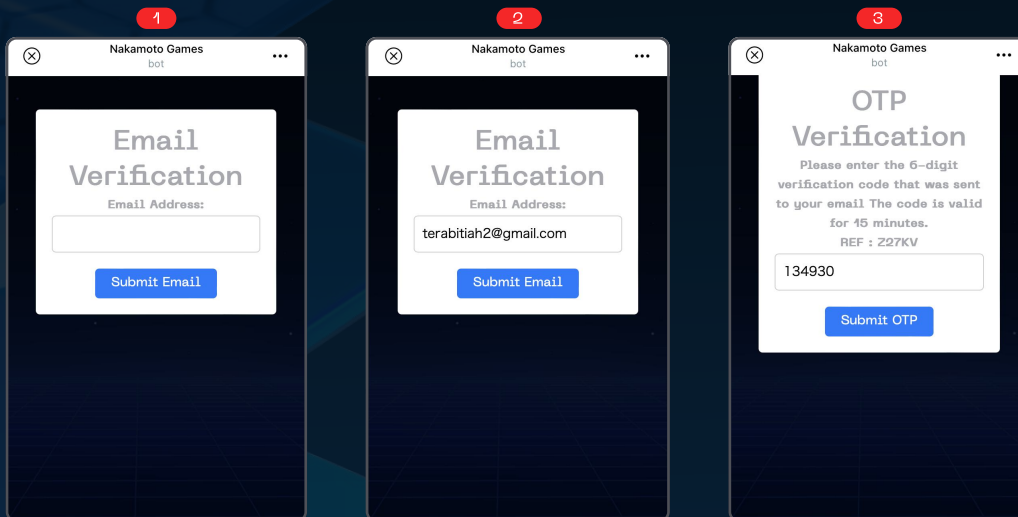 1
Nakamoto Games
bot
Email
Verification
Email Address:
Submit Email
2
Nakamoto Games
bot
Email
Verification
Email Address:
terabitiah2@gmail.com
Submit Email
3
Nakamoto Games
bot
OTP
Verification
Please enter the 6-digit
verification code that was sent
to your email The code is valid
for 15 minutes.
REF : Z27KV
134930
Submit OTP